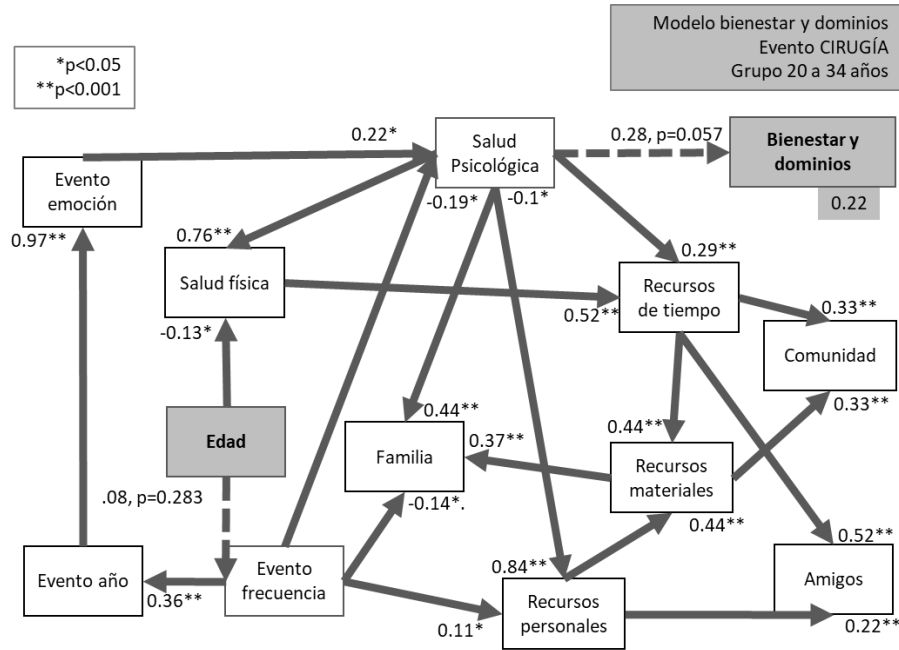 Modelo bienestar y dominios
Evento CIRUGÍA
Grupo 20 a 34 años
*p<0.05
**p<0.001
0.22*
Salud
Psicológica
0.28, p=0.057
Bienestar y
dominios
0.22
Evento
emoción
-0.19*
-0.1*
0.97**
0.76**
Salud física
0.29**
Recursos
de tiempo
0.52**
0.33**
-0.13*
Comunidad
0.33**
Edad
0.44**
0.44**
0.37**
Familia
Recursos
materiales
.08, p=0.283
-0.14*.
0.44**
0.52**
Evento año
0.36**
Evento
frecuencia
0.84**
Recursos
personales
0.11*
Amigos
0.22**